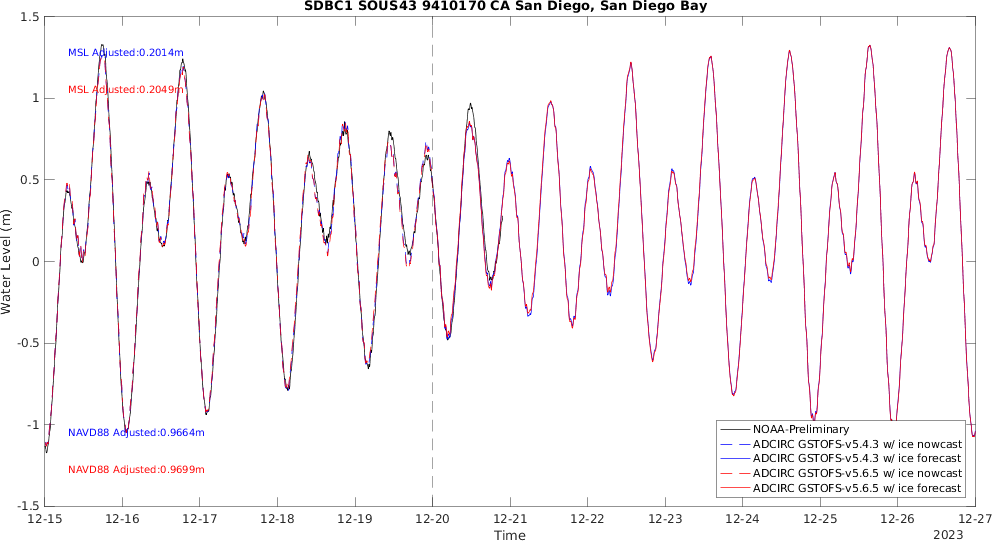 SDBC1 SOUS43 9410170 CA San Diego, San Diego Bay
MSL Adjusted:0.2014m
MSL Adjusted:0.2049m
NAVD88 Adjusted:0.9664m
NAVD88 Adjusted:0.9699m
Water Level (m)
1.5
1
0.5
0
-0.5
-1
-1.5
NOAA-Preliminary
ADCIRC GSTOFS-v5.4.3 w/ ice nowcast
ADCIRC GSTOFS-v5.4.3 w/ ice forecast
ADCIRC GSTOFS-v5.6.5 w/ ice nowcast
ADCIRC GSTOFS-v5.6.5 w/ ice forecast
12-15 12-16 12-17 12-18 12-19 12-20 12-21 12-22 12-23 12-24 12-25 12-26 12-27
Time
2023